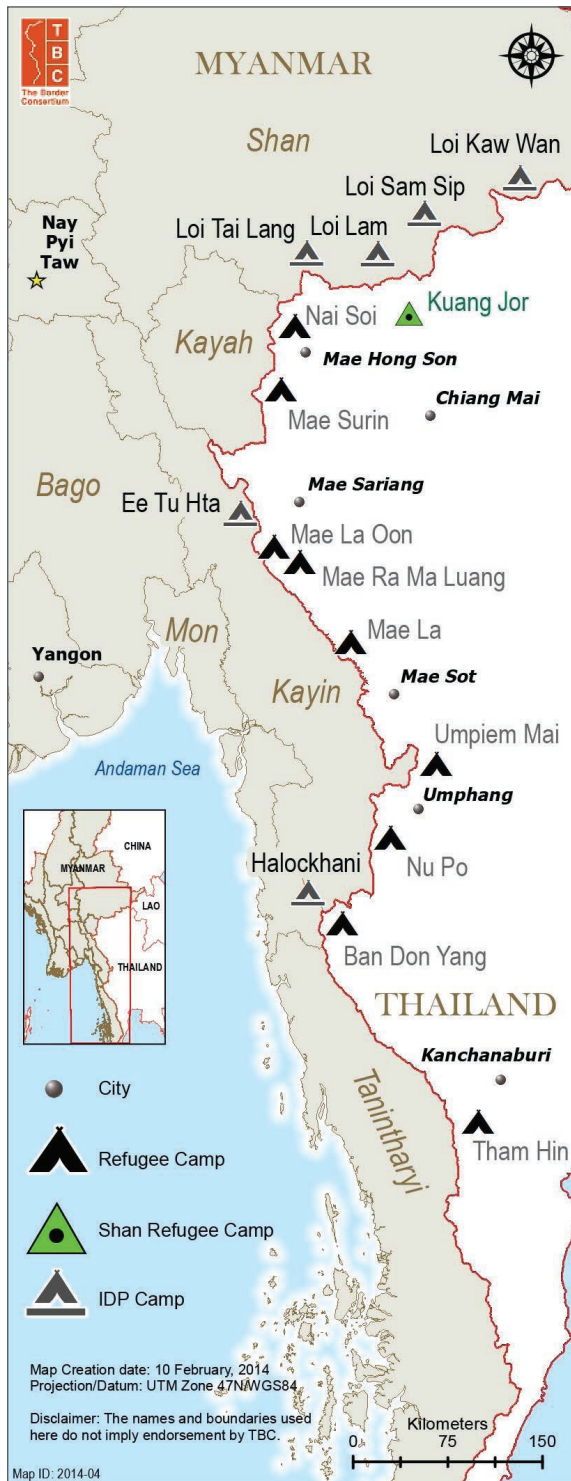 T
B
C
The Border
Consortium
MYANMAR
Shan
Loi Kaw Wan
Loi Sam Sip
Loi Tai Lang
Loi Lam
Nay
Pyi
Taw
Kuang Jor
Nai Soi
Kayah
Mae Hong Son
Chiang Mai
Mae Surin
Bago
Mae Sariang
Ee Tu Hta
Mae La Oon
Mae Ra Ma Luang
Mon
Mae La
Yangon
Kayin
Mae Sot
Umpiem Mai
Andaman Sea
Umphang
CHINA
MYANMAR
LAO
THAILAND
Halockhani
Nu Po
Ban Don Yang
THAILAND
Kanchanaburi
Tanintharyi
Tham Hin
City
Refugee Camp
Shan Refugee Camp
IDP Camp
Map Creation date: 10 February, 2014
Projection/Datum: UTM Zone 47N/WGS84
Disclaimer: The names and boundaries used
here do not imply endorsement by TBC.
Kilometers
0 75 150
Map ID: 2014-04